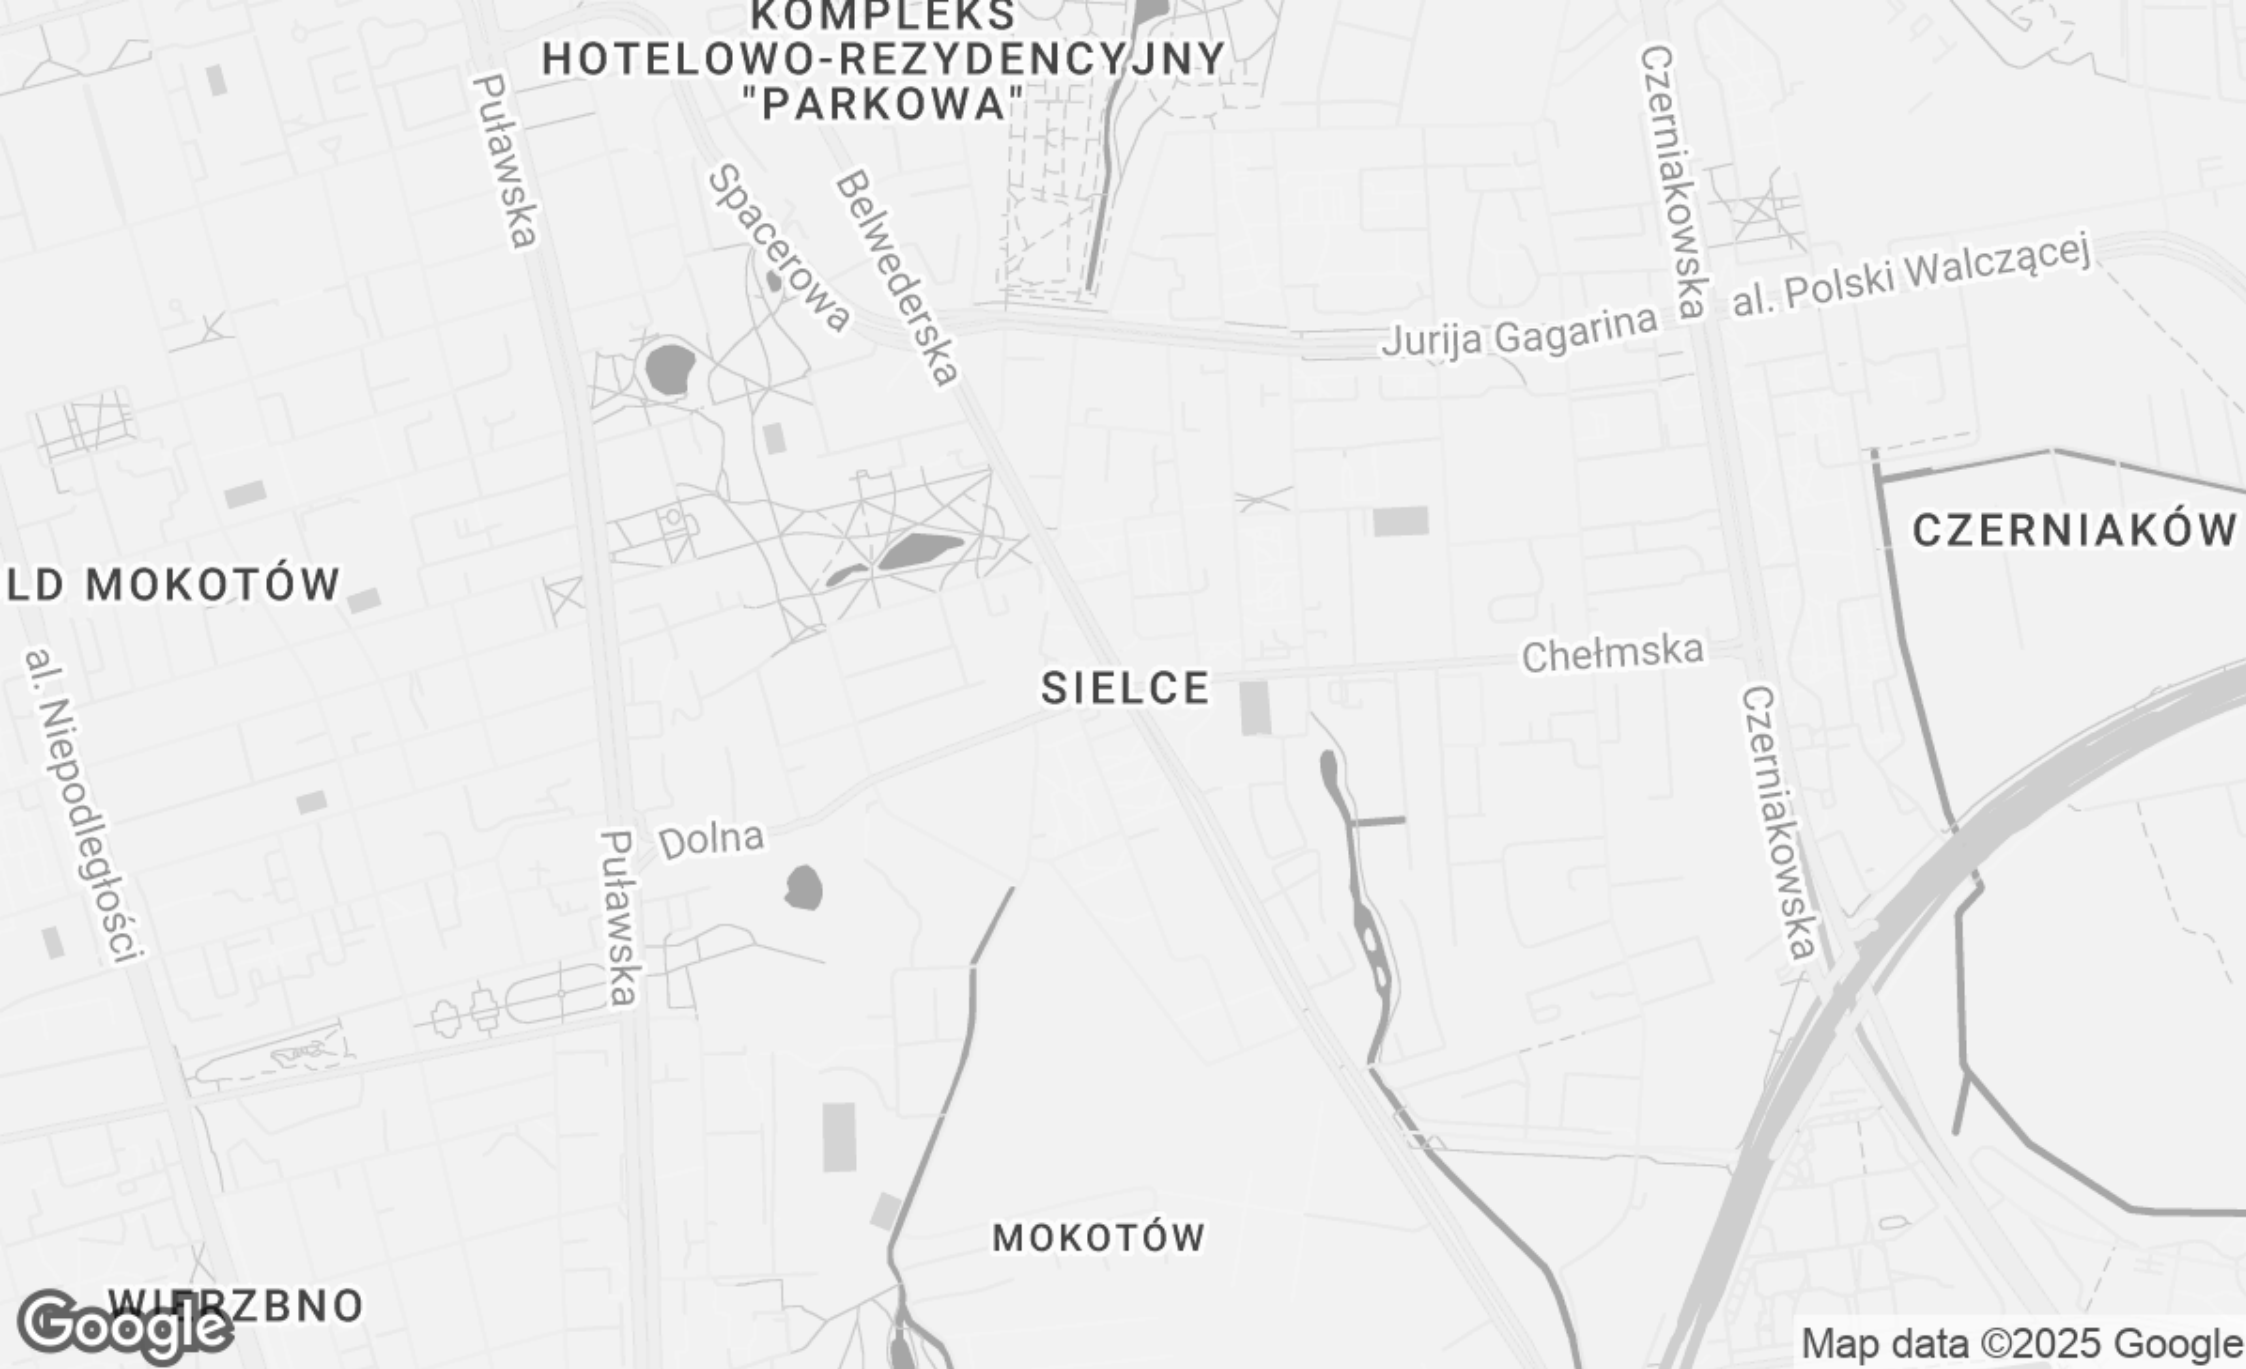 KOMPLEKS
HOTELOWO-REZYDENCYJNY
"PARKOWA"
Puławska
Spacerowa
Belwederska
Czerniakowska
al. Polski Walczącej
Jurija Gagarina
CZERNIAKÓW
LD MOKOTÓW
al. Niepodległości
SIELCE
Chełmska
Czerniakowska
Dolna
Puławska
MOKOTÓW
WIERZBNO
Google
Map data ©2025 Google